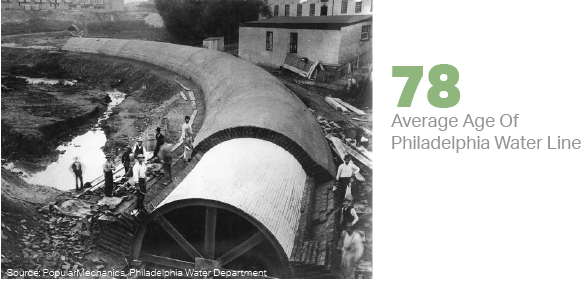 78
Average Age Of
Philadelphia Water Line
Source: PopularMechanics, Philadelphia Water Department